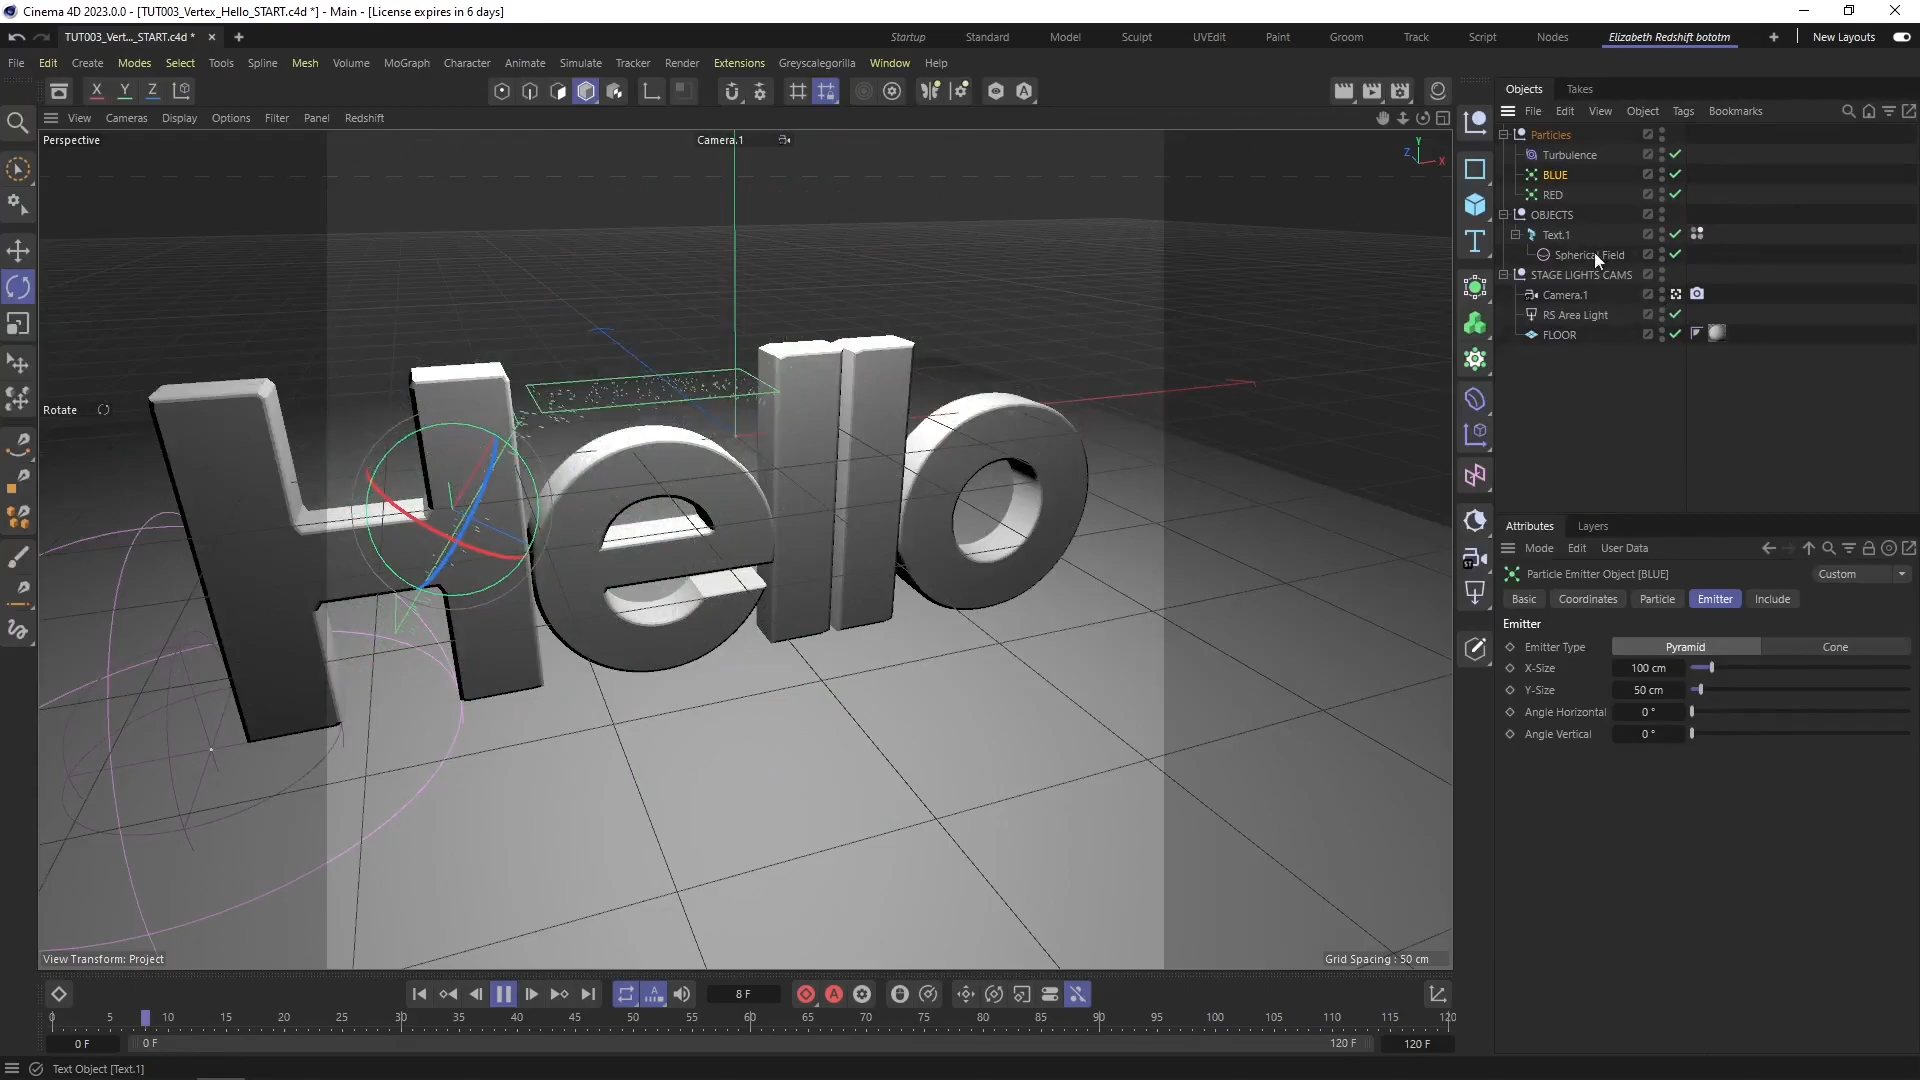 Cinema 4D 2023.0.0 - [TUT003_Vertex_Hello_START.c4d *] - Main - [License expires in 6 days]
TUT003_Vert..._START.c4d *
Startup Standard Model Sculpt UVEdit Paint Groom Track Script Nodes Elizabeth Redshift bototm New Layouts
File Edit Create Modes Select Tools Spline Mesh Volume MoGraph Character Animate Simulate Tracker Render Extensions Greyscalegorilla Window Help
X Y Z
Objects Takes
File Edit View Object Tags Bookmarks
View Cameras Display Options Filter Panel Redshift
Perspective
Camera.1
Y
Z
X
Particles
Turbulence
BLUE
RED
OBJECTS
Text.1
Spherical Field
STAGE LIGHTS CAMS
Camera.1
RS Area Light
FLOOR
Rotate
Hello
Attributes Layers
Mode Edit User Data
Particle Emitter Object [BLUE]
Custom
Basic Coordinates Particle Emitter Include
Emitter
Emitter Type Pyramid Cone
X-Size 100 cm
Y-Size 50 cm
Angle Horizontal 0 °
Angle Vertical 0 °
View Transform: Project
Grid Spacing : 50 cm
8 F
0 5 10 15 20 25 30 35 40 45 50 55 60 65 70 75 80 85 90 95 100 105 110 115 120
0 F 0 F 120 F 120 F
Text Object [Text.1]